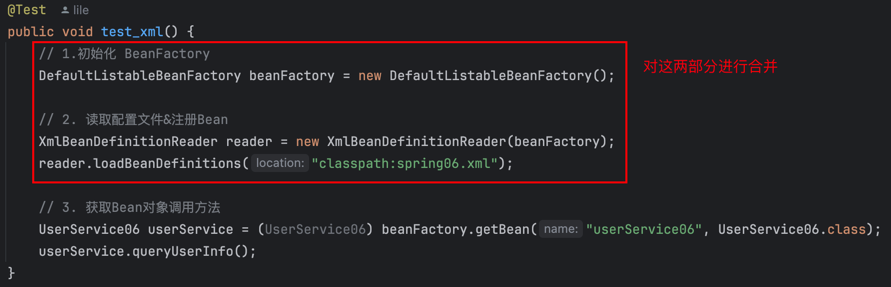 @Test lile
public void test_xml() {
// 1.初始化 BeanFactory
DefaultListableBeanFactory beanFactory = new DefaultListableBeanFactory();
对这两部分进行合并
// 2. 读取配置文件&注册Bean
XmlBeanDefinitionReader reader = new XmlBeanDefinitionReader(beanFactory);
reader.loadBeanDefinitions( location: "classpath:spring06.xml");
// 3. 获取Bean对象调用方法
UserService06 userService = (UserService06) beanFactory.getBean( name: "userService06", UserService06.class);
userService.queryUserInfo();
}